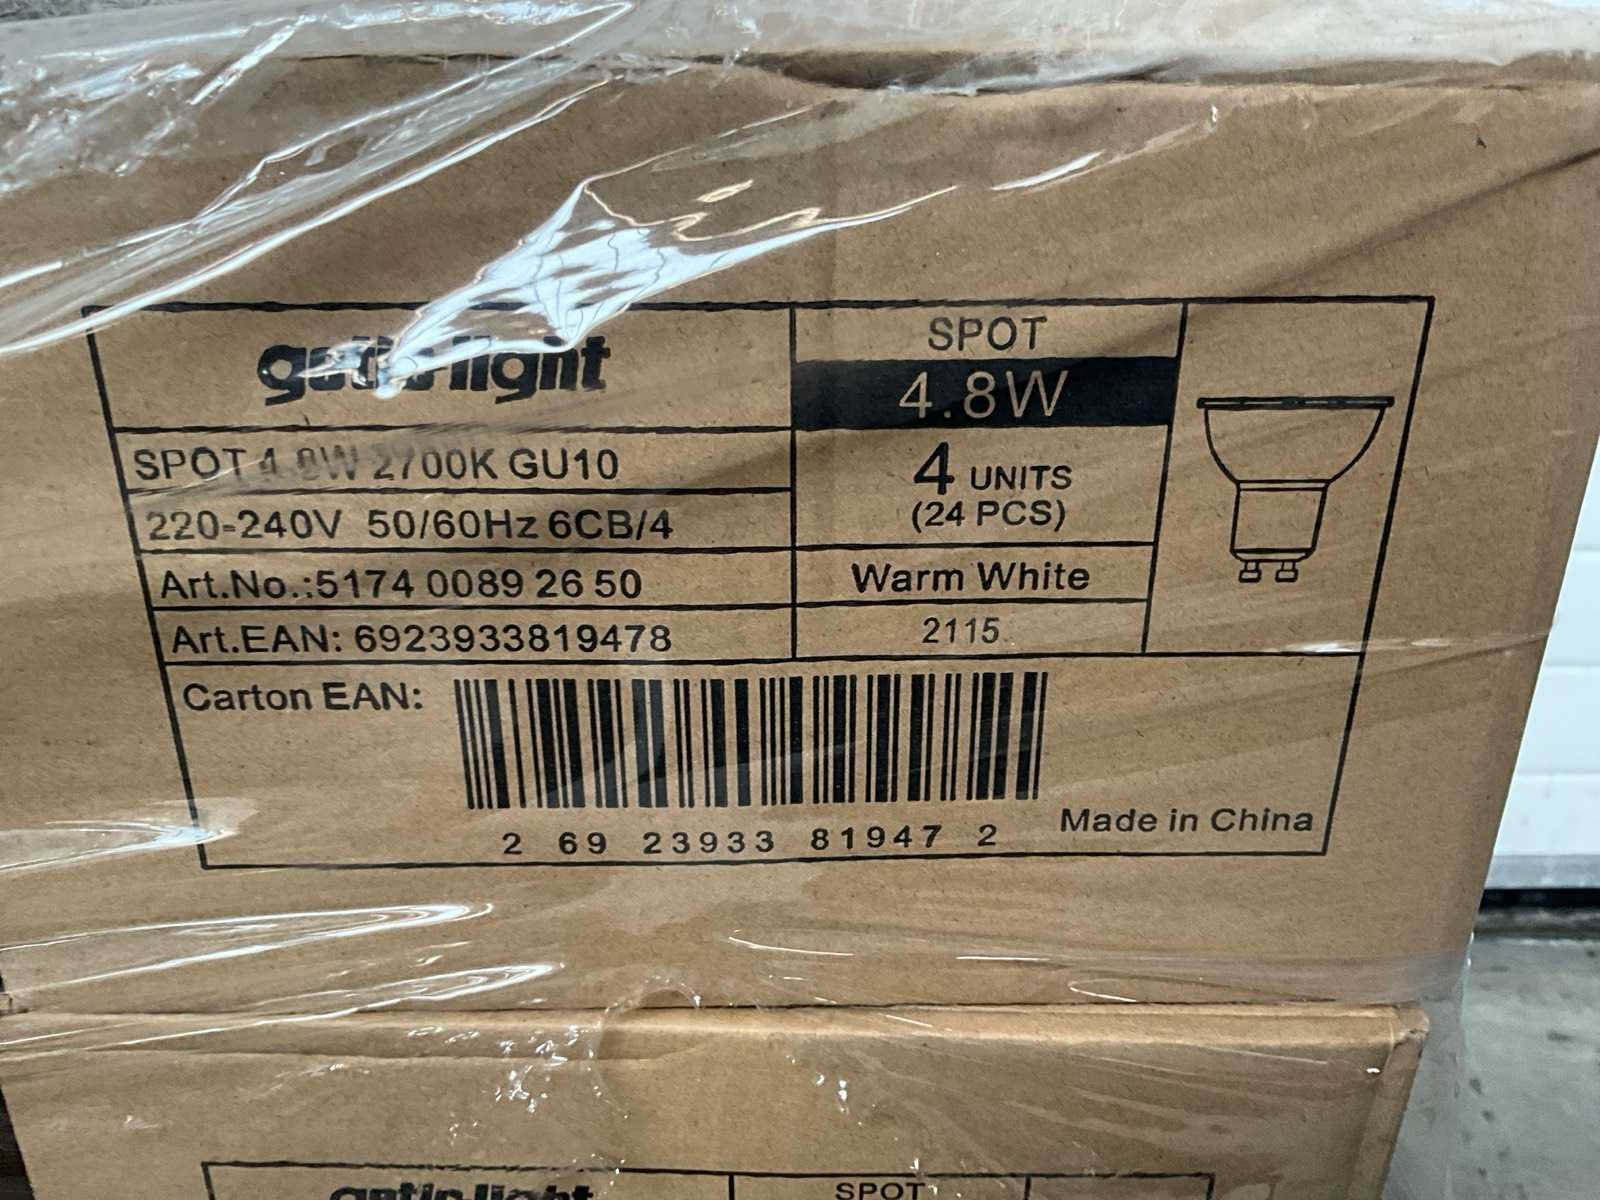 getic light
SPOT 4.8W 2700K GU10
220-240V 50/60Hz 6CB/4
Art.No.:5174 0089 26 50
Art.EAN: 6923933819478
SPOT
4.8W
4 UNITS
(24 PCS)
Warm White
2115
Carton EAN:
2 69 23933 81947 2
Made in China
SPOT